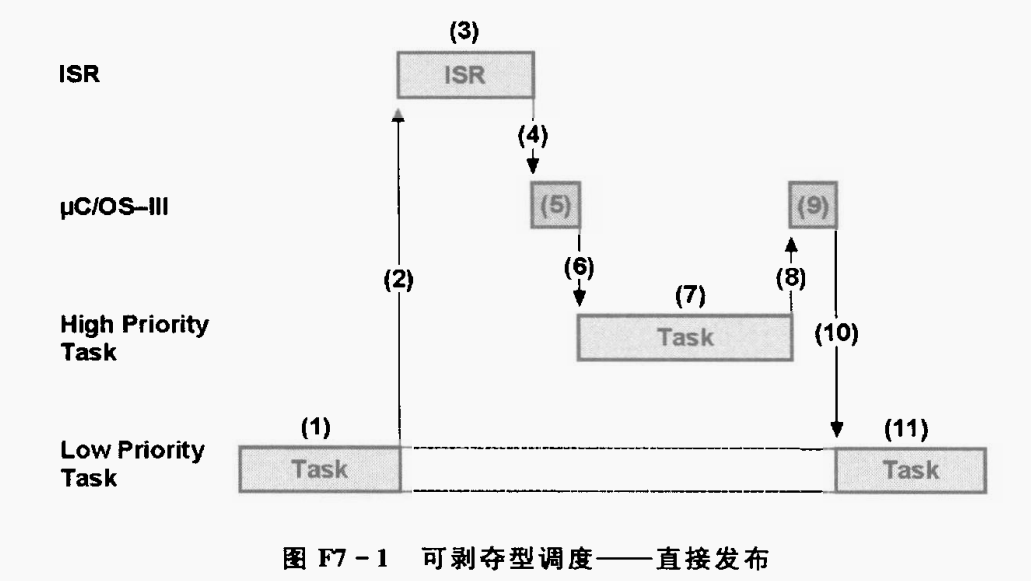 (3)
ISR
ISR
(4)
μC/OS-III
(5)
(9)
(6)
(2)
(8)
(7)
High Priority
Task
Task
(10)
(1)
(11)
Low Priority
Task
Task
Task
图 F7-1 可剥夺型调度——直接发布